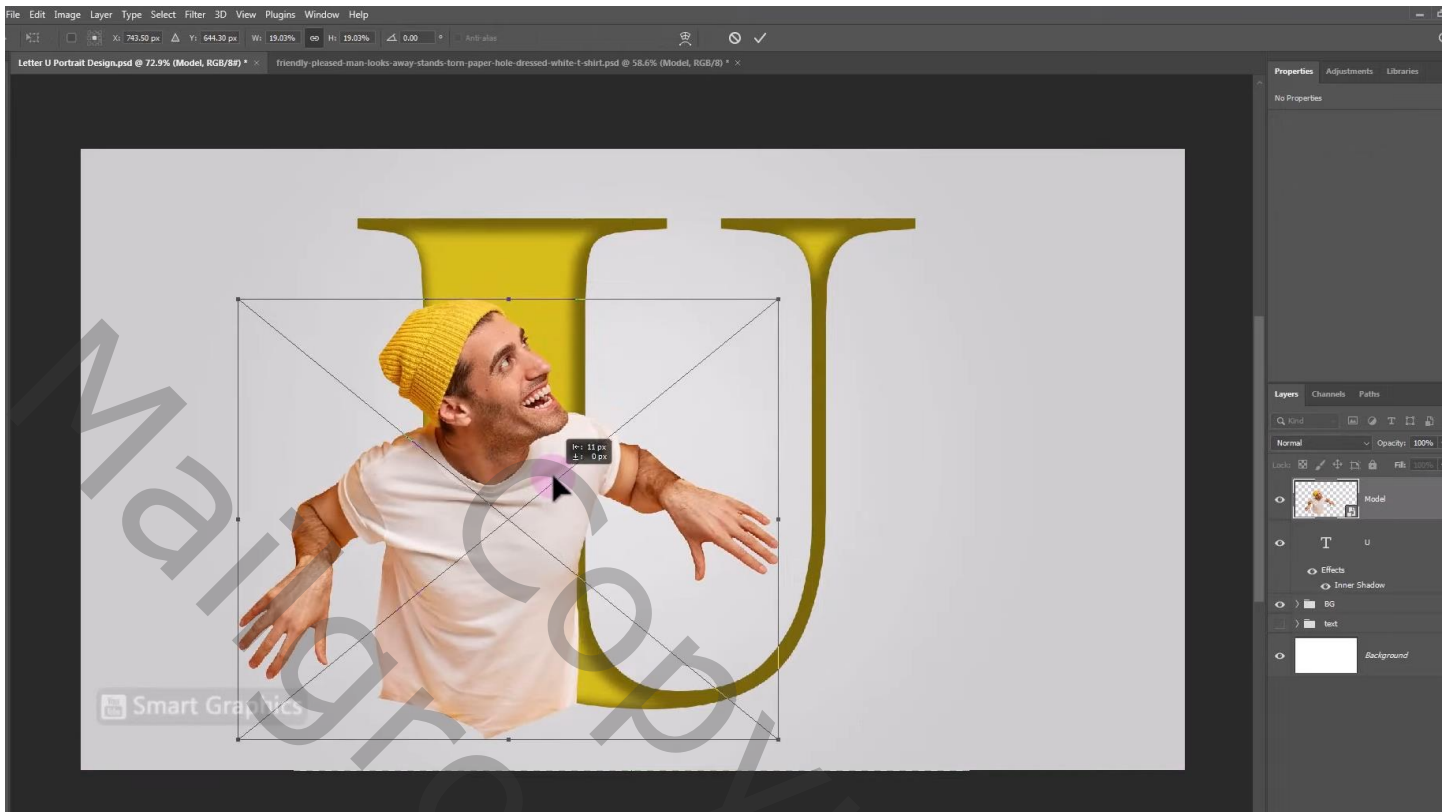 File Edit Image Layer Type Select Filter 3D View Plugins Window Help
X: 743.50 px Y: 644.30 px W: 19.03% H: 19.03% 0.00 ° Anti-alias
Letter U Portrait Design.psd @ 72.9% (Model, RGB/8#) * × friendly-pleased-man-looks-away-stands-torn-paper-hole-dressed-white-t-shirt.psd @ 58.6% (Model, RGB/8) * ×
Properties Adjustments Libraries
No Properties
U
11 px
0 px
Smart Graphics
Layers Channels Paths
Kind
Normal Opacity: 100%
Lock: Fill: 100%
Model
T U
Effects
Inner Shadow
BG
text
Background